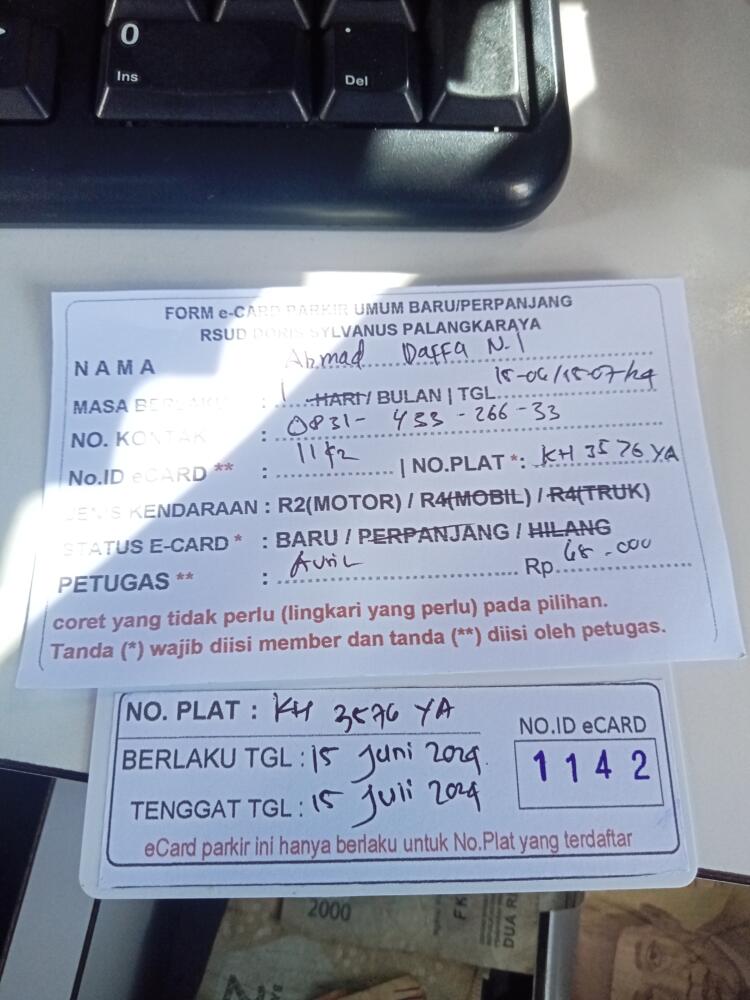 0
Ins
.
Del
FORM e-CARD PARKIR UMUM BARU/PERPANJANG
RSUD DORIS SYLVANUS PALANGKARAYA
NAMA Ahmad Daffa N.I
MASA BERLAKU : 1 HARI / BULAN | TGL. 15-06/15-07
NO. KONTAK : 0831- 433 -266 -33
No.ID eCARD ** : 1142 | NO.PLAT *: KH 3576 YA
JENIS KENDARAAN : R2(MOTOR) / R4(MOBIL) / R4(TRUK)
STATUS E-CARD * : BARU / PERPANJANG / HILANG
PETUGAS ** : Rp. 68.000
coret yang tidak perlu (lingkari yang perlu) pada pilihan.
Tanda (*) wajib diisi member dan tanda (**) diisi oleh petugas.
NO. PLAT : KH 3576 YA
NO.ID eCARD
BERLAKU TGL : 15 Juni 2024
1142
TENGGAT TGL : 15 Juli 2024
eCard parkir ini hanya berlaku untuk No.Plat yang terdaftar
2000
FK
DUA R